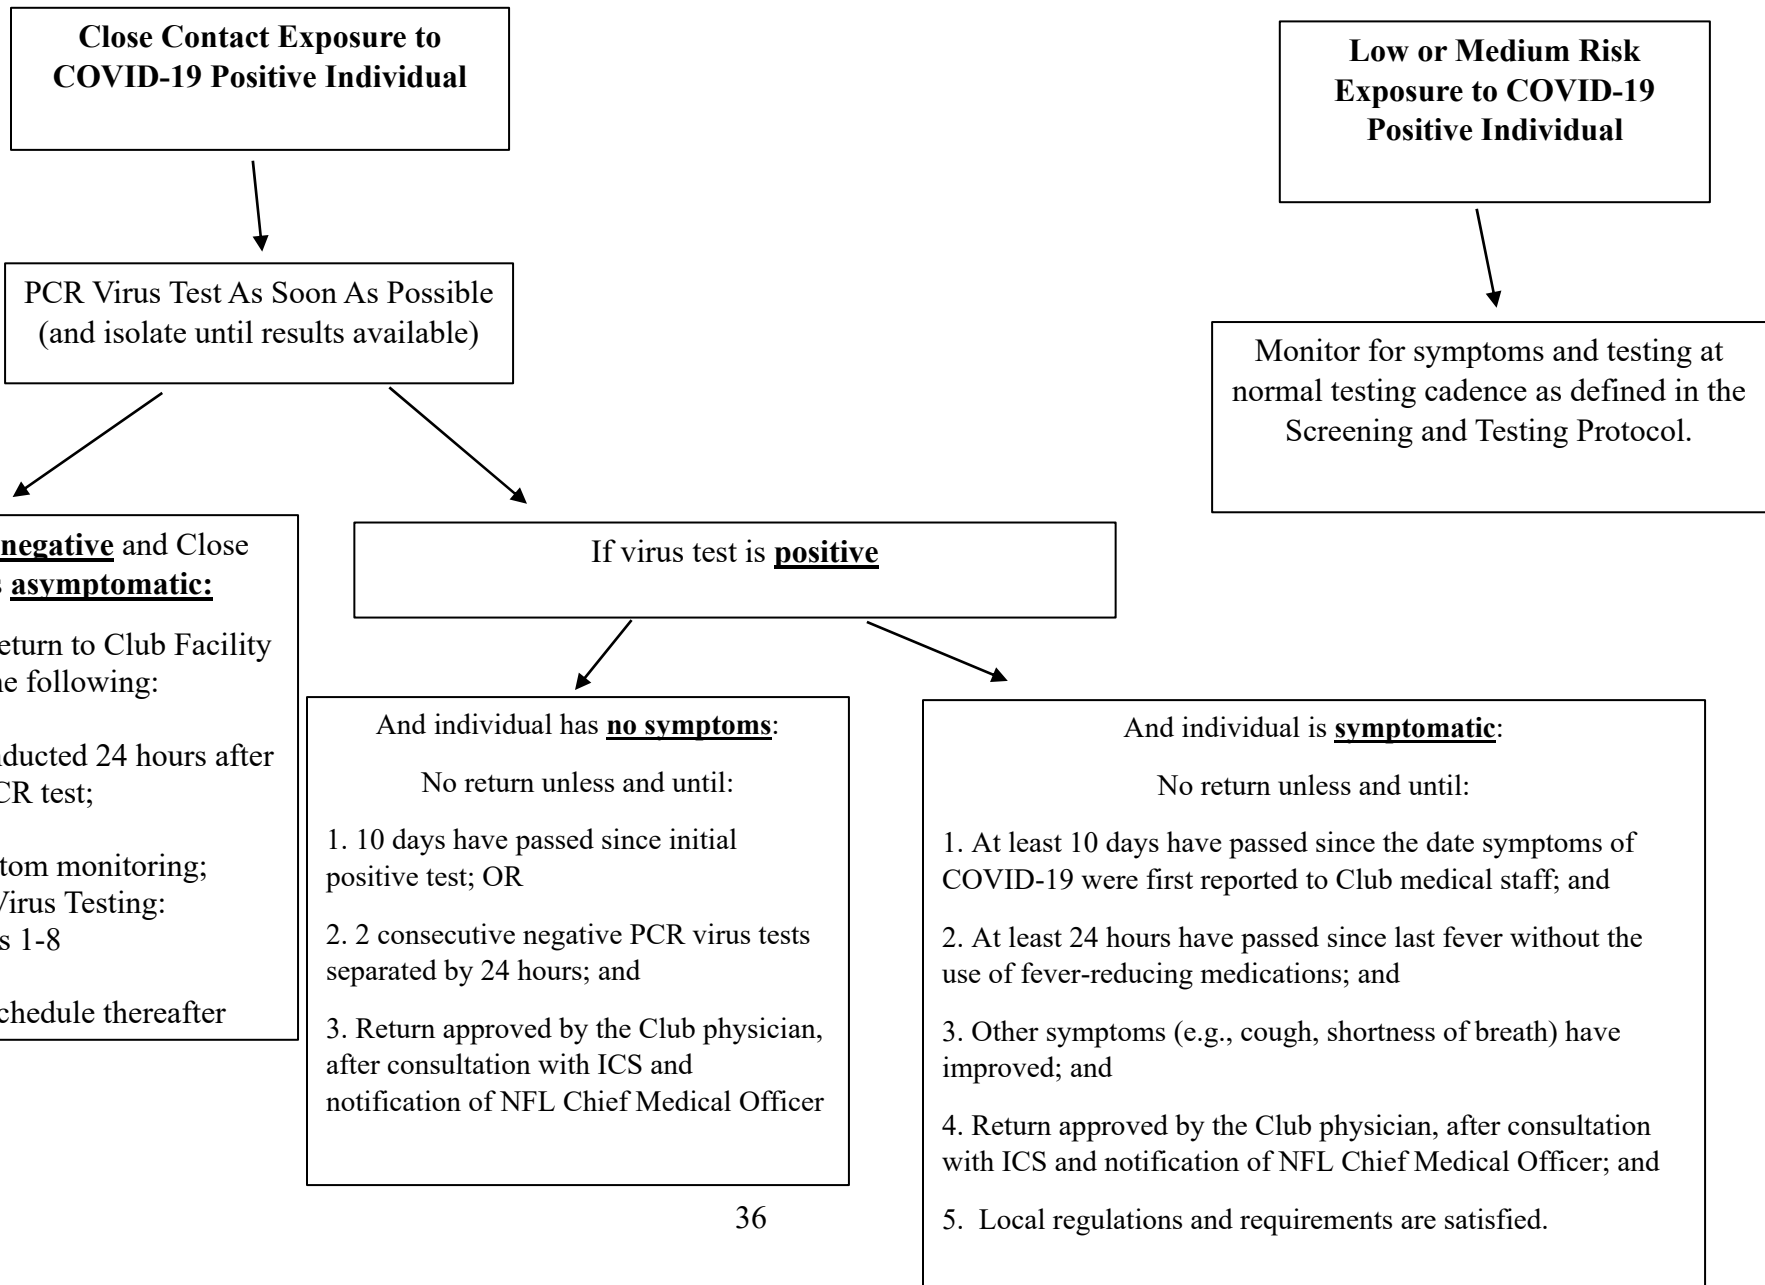 Close Contact Exposure to
COVID-19 Positive Individual
Low or Medium Risk
Exposure to COVID-19
Positive Individual
PCR Virus Test As Soon As Possible
(and isolate until results available)
Monitor for symptoms and testing at
normal testing cadence as defined in the
Screening and Testing Protocol.
negative and Close
asymptomatic:
return to Club Facility
following:
24 hours after
test;
monitoring;
Virus Testing:
1-8
schedule thereafter
If virus test is positive
And individual has no symptoms:
No return unless and until:
1. 10 days have passed since initial
positive test; OR
2. 2 consecutive negative PCR virus tests
separated by 24 hours; and
3. Return approved by the Club physician,
after consultation with ICS and
notification of NFL Chief Medical Officer
And individual is symptomatic:
No return unless and until:
1. At least 10 days have passed since the date symptoms of
COVID-19 were first reported to Club medical staff; and
2. At least 24 hours have passed since last fever without the
use of fever-reducing medications; and
3. Other symptoms (e.g., cough, shortness of breath) have
improved; and
4. Return approved by the Club physician, after consultation
with ICS and notification of NFL Chief Medical Officer; and
5. Local regulations and requirements are satisfied.
36